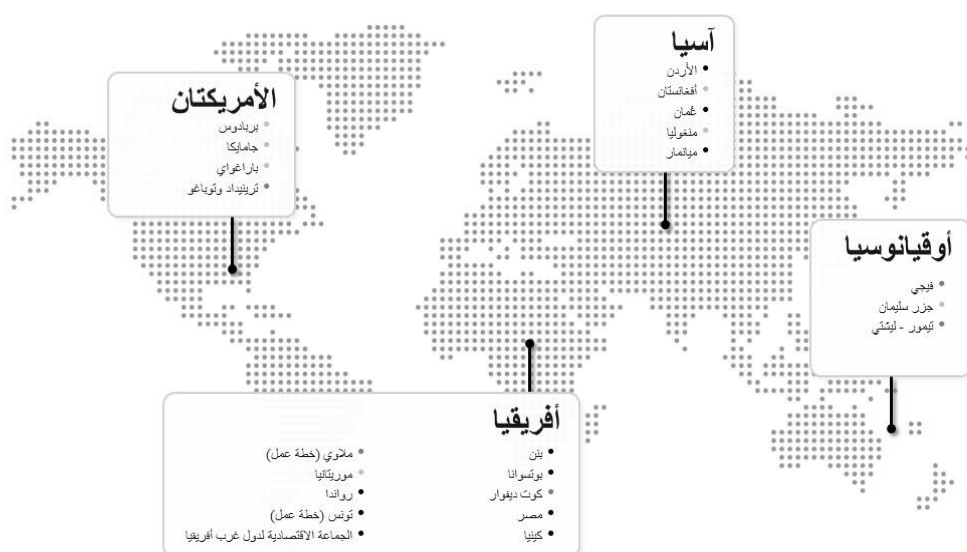 آسيا
الأردن
أفغانستان
عُمان
منغوليا
ميانمار
الأمريكتان
بربادوس
جامايكا
باراغواي
ترينيداد وتوباغو
أوقيانوسيا
فيجي
جزر سليمان
تيمور - ليشتي
أفريقيا
بنن
بوتسوانا
كوت ديفوار
مصر
كينيا
ملاوي (خطة عمل)
موريتانيا
رواندا
تونس (خطة عمل)
الجماعة الاقتصادية لدول غرب أفريقيا